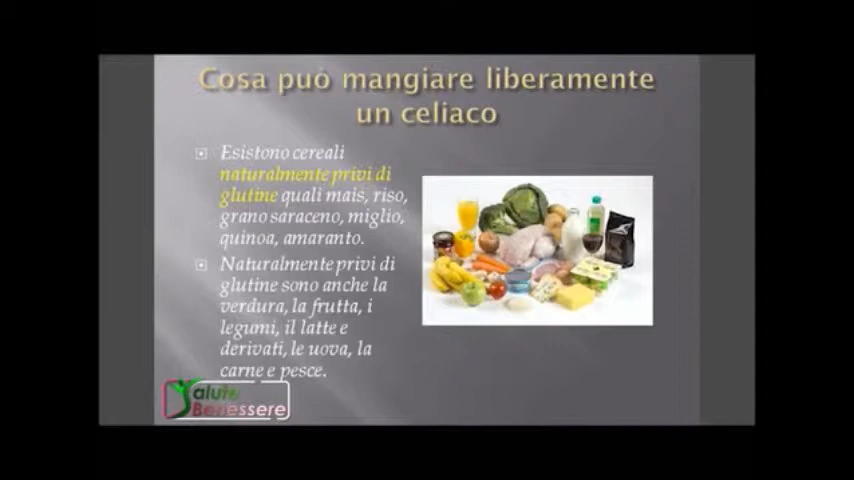 Cosa può mangiare liberamente
un celiaco
Esistono cereali
naturalmente privi di
glutine quali mais, riso,
grano saraceno, miglio,
quinoa, amaranto.
Naturalmente privi di
glutine sono anche la
verdura, la frutta, i
legumi, il latte e
derivati, le uova, la
carne e pesce.
Salute
Benessere